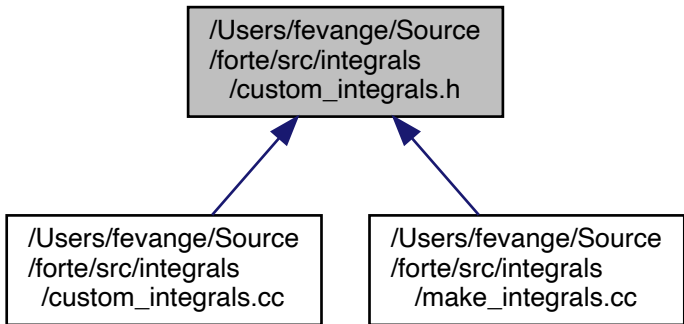 /Users/fevange/Source
/forte/src/integrals
/custom_integrals.h
/Users/fevange/Source
/forte/src/integrals
/custom_integrals.cc
/Users/fevange/Source
/forte/src/integrals
/make_integrals.cc